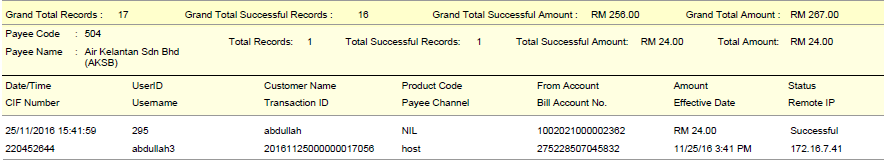 Grand Total Records : 17 Grand Total Successful Records : 16 Grand Total Successful Amount : RM 256.00 Grand Total Amount : RM 267.00
Payee Code : 504
Total Records: 1 Total Successful Records: 1 Total Successful Amount: RM 24.00 Total Amount: RM 24.00
Payee Name : Air Kelantan Sdn Bhd
(AKSB)
Date/Time UserID Customer Name Product Code From Account Amount Status
CIF Number Username Transaction ID Payee Channel Bill Account No. Effective Date Remote IP
25/11/2016 15:41:59 295 abdullah NIL 1002021000002362 RM 24.00 Successful
220452644 abdullah3 20161125000000017056 host 275228507045832 11/25/16 3:41 PM 172.16.7.41